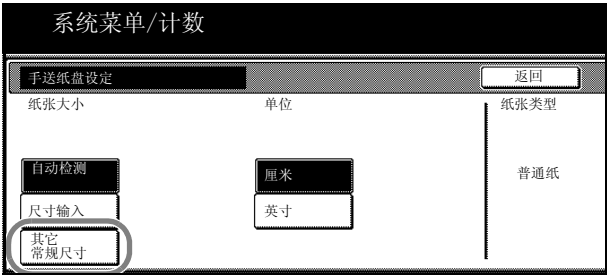 系统菜单/计数
手送纸盘设定
返回
纸张大小
单位
纸张类型
自动检测
厘米
普通纸
尺寸输入
英寸
其它
常规尺寸